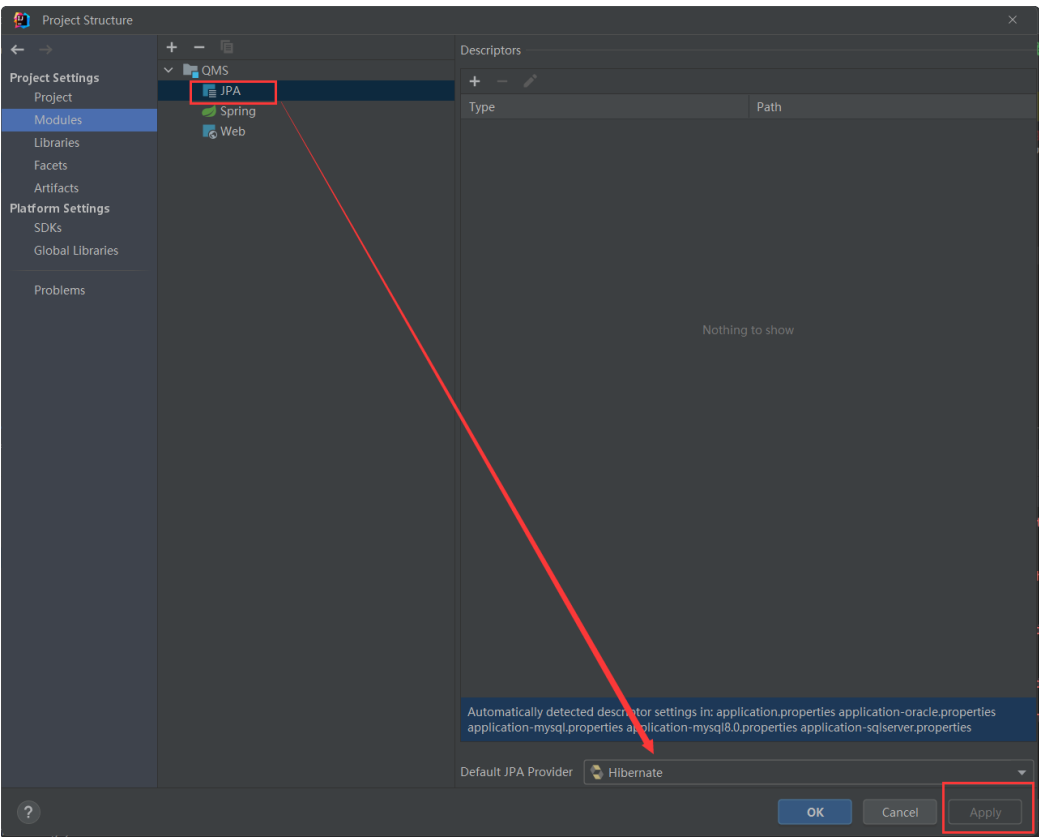 Project Structure
Project Settings
Project
Modules
Libraries
Facets
Artifacts
Platform Settings
SDKs
Global Libraries
Problems
QMS
JPA
Spring
Web
Descriptors
Type Path
Nothing to show
Automatically detected descriptor settings in: application.properties application-oracle.properties
application-mysql.properties application-mysql8.0.properties application-sqlserver.properties
Default JPA Provider Hibernate
? OK Cancel Apply